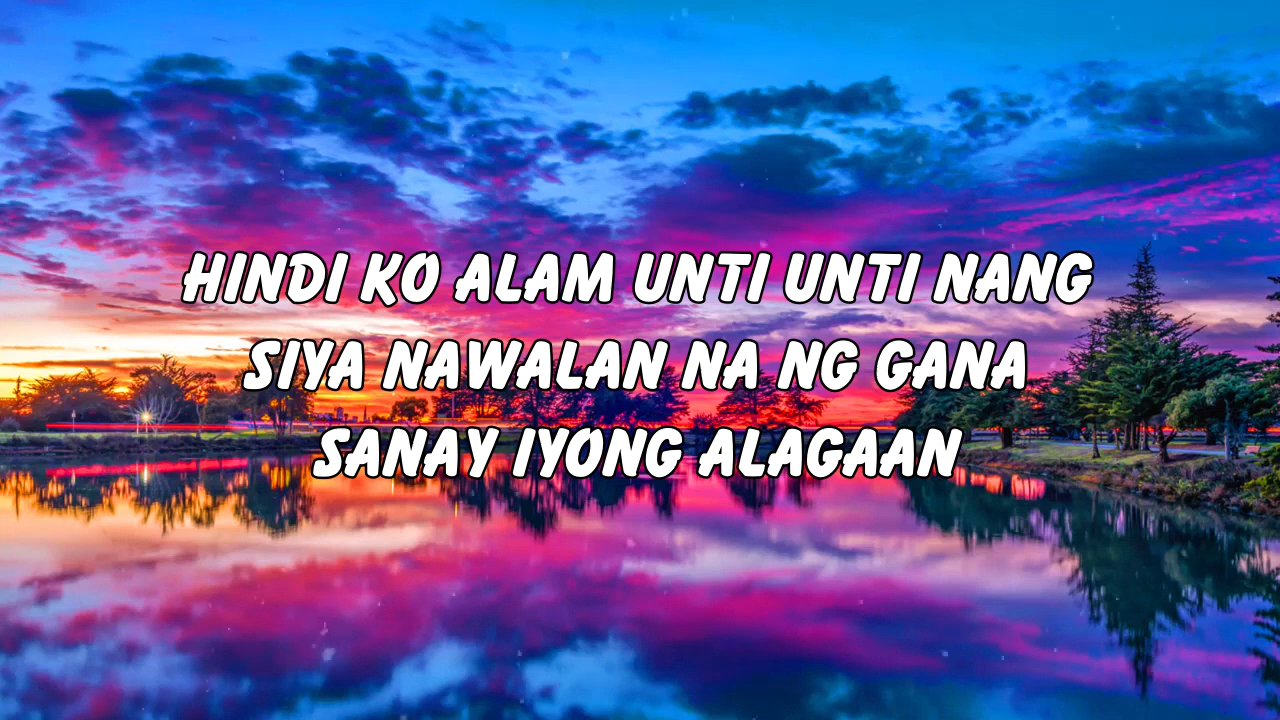 HINDI KO ALAM UNTI UNTI NANG
SIYA NAWALAN NA NG GANA
SANAY IYONG ALAGAAN